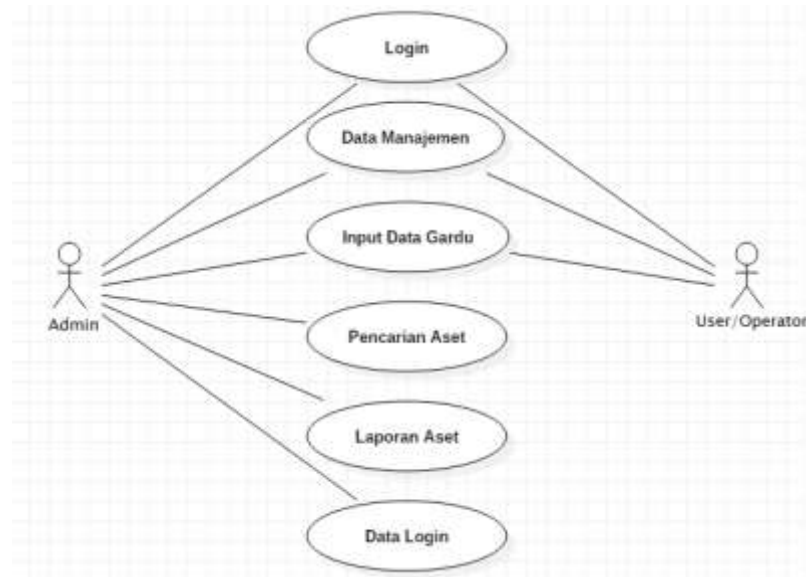 Login
Data Manajemen
Input Data Gardu
Admin
User/Operator
Pencarian Aset
Laporan Aset
Data Login